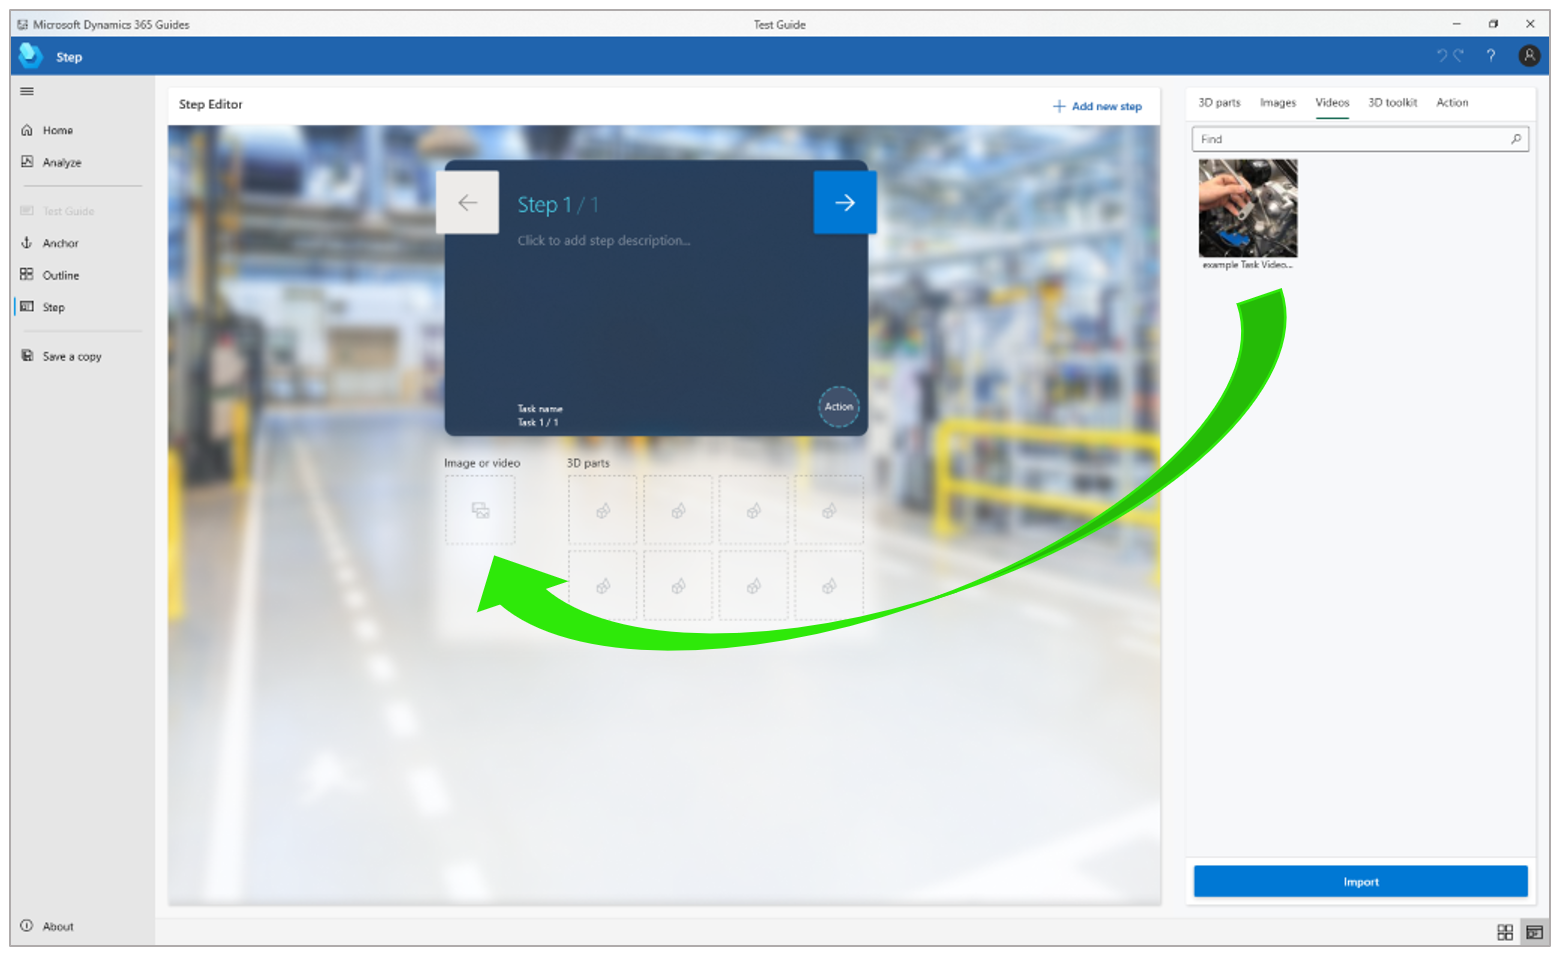 Microsoft Dynamics 365 Guides
Test Guide
Step
?
Home
Analyze
Test Guide
Anchor
Outline
Step
Save a copy
About
Step Editor
Add new step
Step 1 / 1
Click to add step description...
Task name
Task 1 / 1
Action
Image or video
3D parts
3D parts Images Videos 3D toolkit Action
Find
example Task Video...
Import